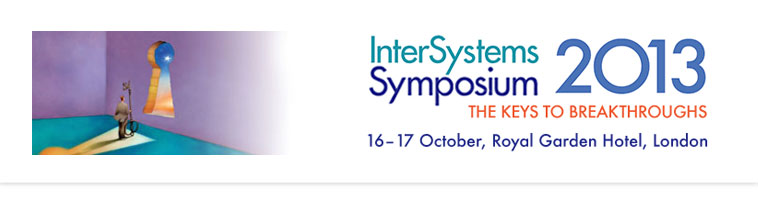 InterSystems
Symposium 2013
THE KEYS TO BREAKTHROUGHS
16–17 October, Royal Garden Hotel, London